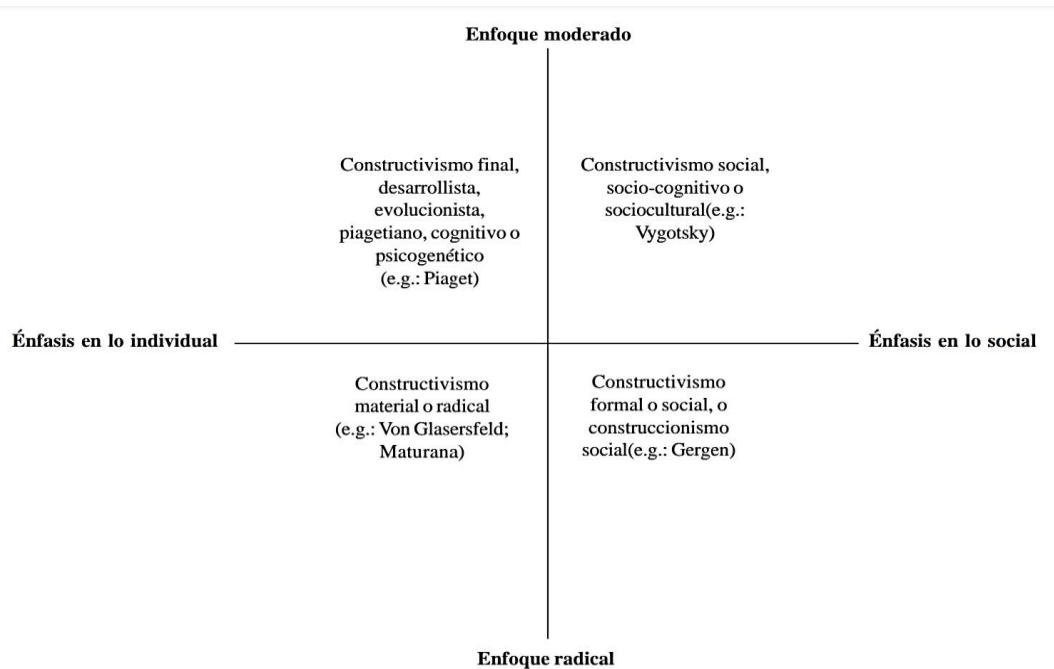 Enfoque moderado
Constructivismo final,
desarrollista,
evolucionista,
piagetiano, cognitivo o
psicogenético
(e.g.: Piaget)
Constructivismo social,
socio-cognitivo o
sociocultural(e.g.:
Vygotsky)
Énfasis en lo individual
Énfasis en lo social
Constructivismo
material o radical
(e.g.: Von Glasersfeld;
Maturana)
Constructivismo
formal o social, o
construccionismo
social(e.g.: Gergen)
Enfoque radical